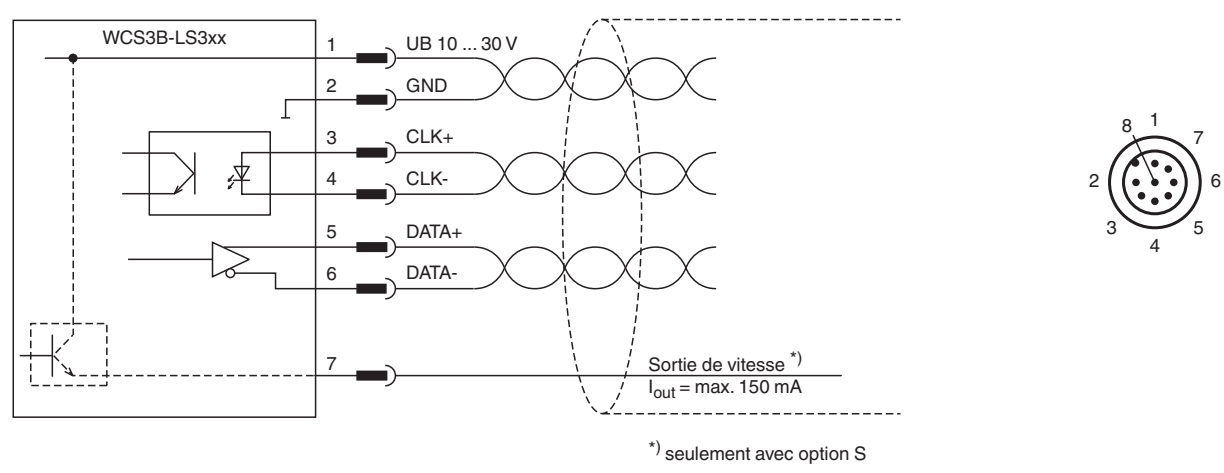 WCS3B-LS3xx
1 UB 10 ... 30 V
2 GND
3 CLK+
4 CLK-
5 DATA+
6 DATA-
7 Sortie de vitesse *)
Iout = max. 150 mA
*) seulement avec option S
8 1 7
2 6
3 5
4